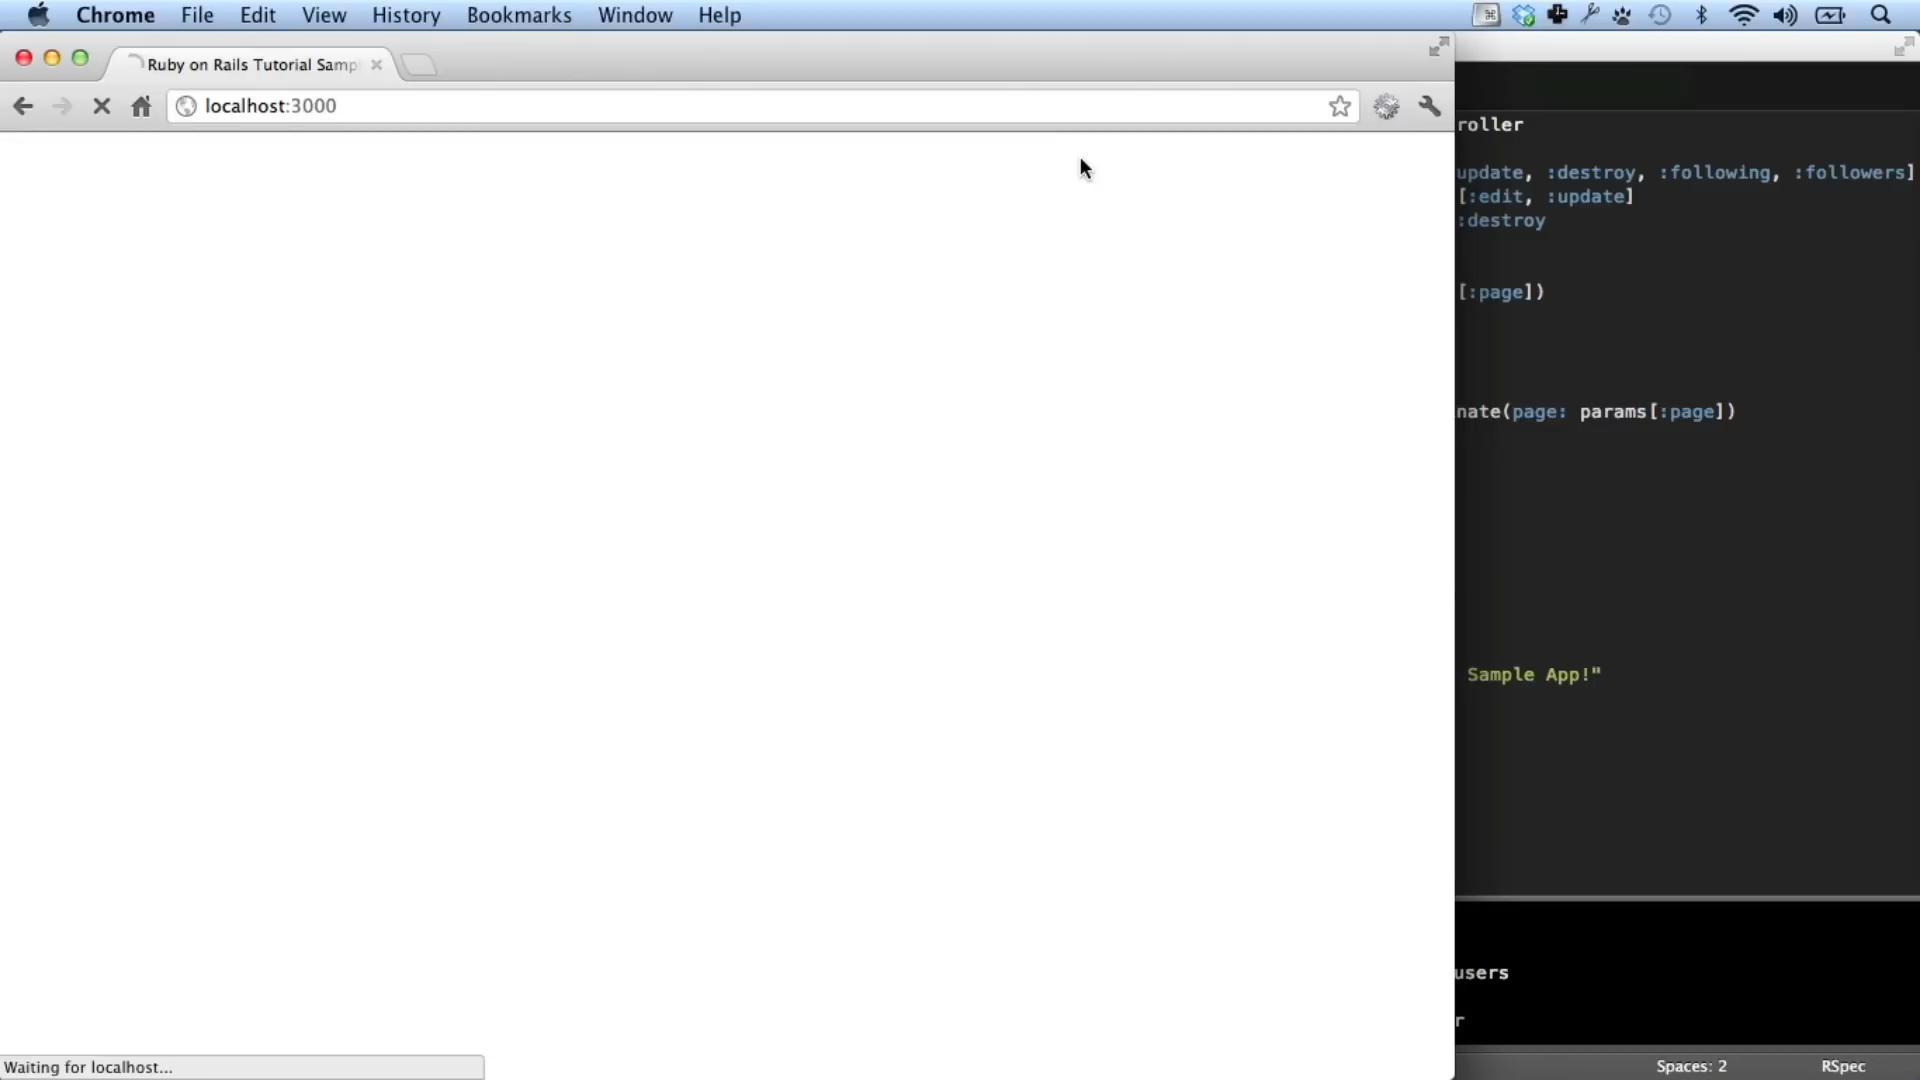 Chrome File Edit View History Bookmarks Window Help
Ruby on Rails Tutorial Samp
localhost:3000
roller
update, :destroy, :following, :followers]
[:edit, :update]
:destroy
[:page])
nate(page: params[:page])
Sample App!"
users
r
Waiting for localhost...
Spaces: 2 RSpec